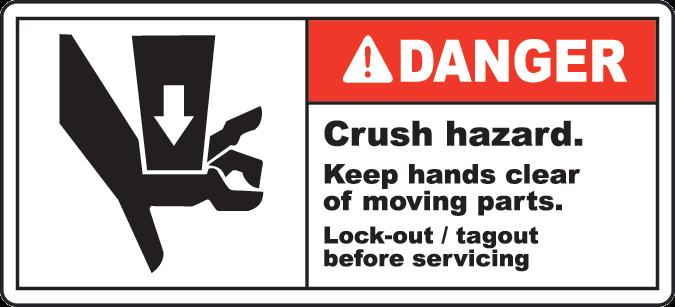 DANGER
Crush hazard.
Keep hands clear
of moving parts.
Lock-out / tagout
before servicing